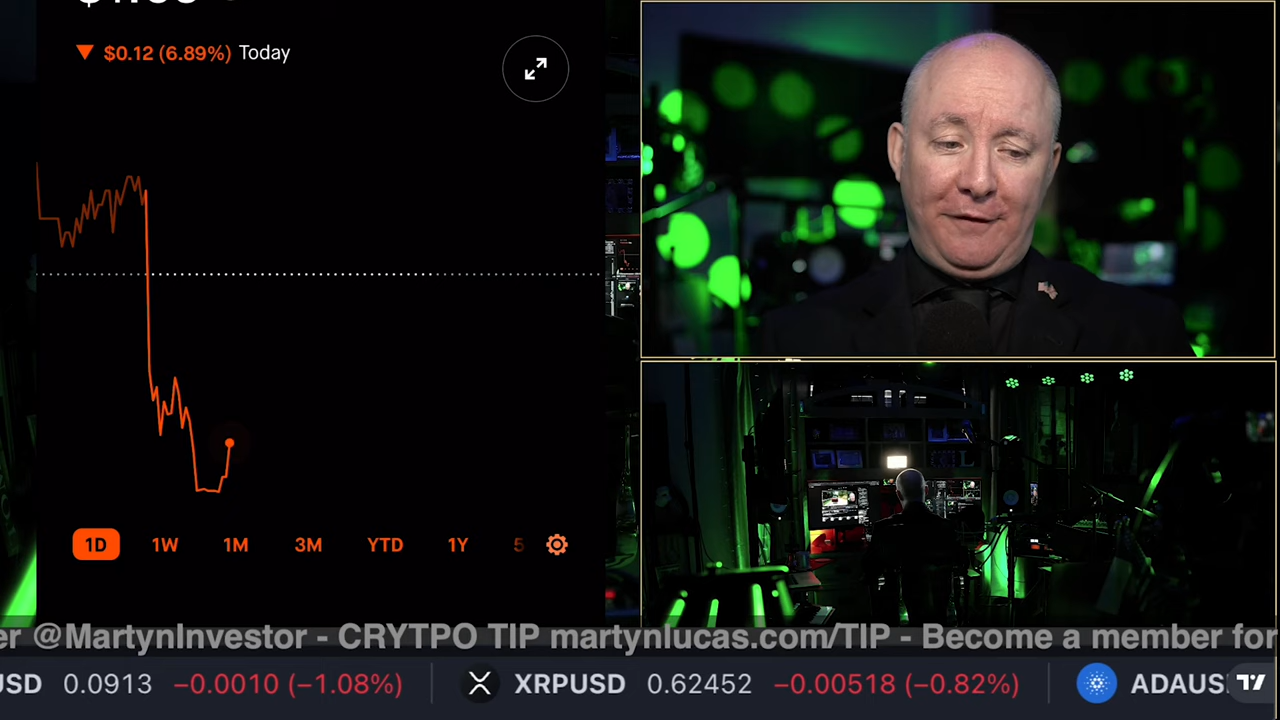 $0.12 (6.89%) Today
1D 1W 1M 3M YTD 1Y 5
er @MartynInvestor - CRYTPO TIP martynlucas.com/TIP - Become a member for
USD 0.0913 −0.0010 (−1.08%) XRPUSD 0.62452 −0.00518 (−0.82%) ADAUS